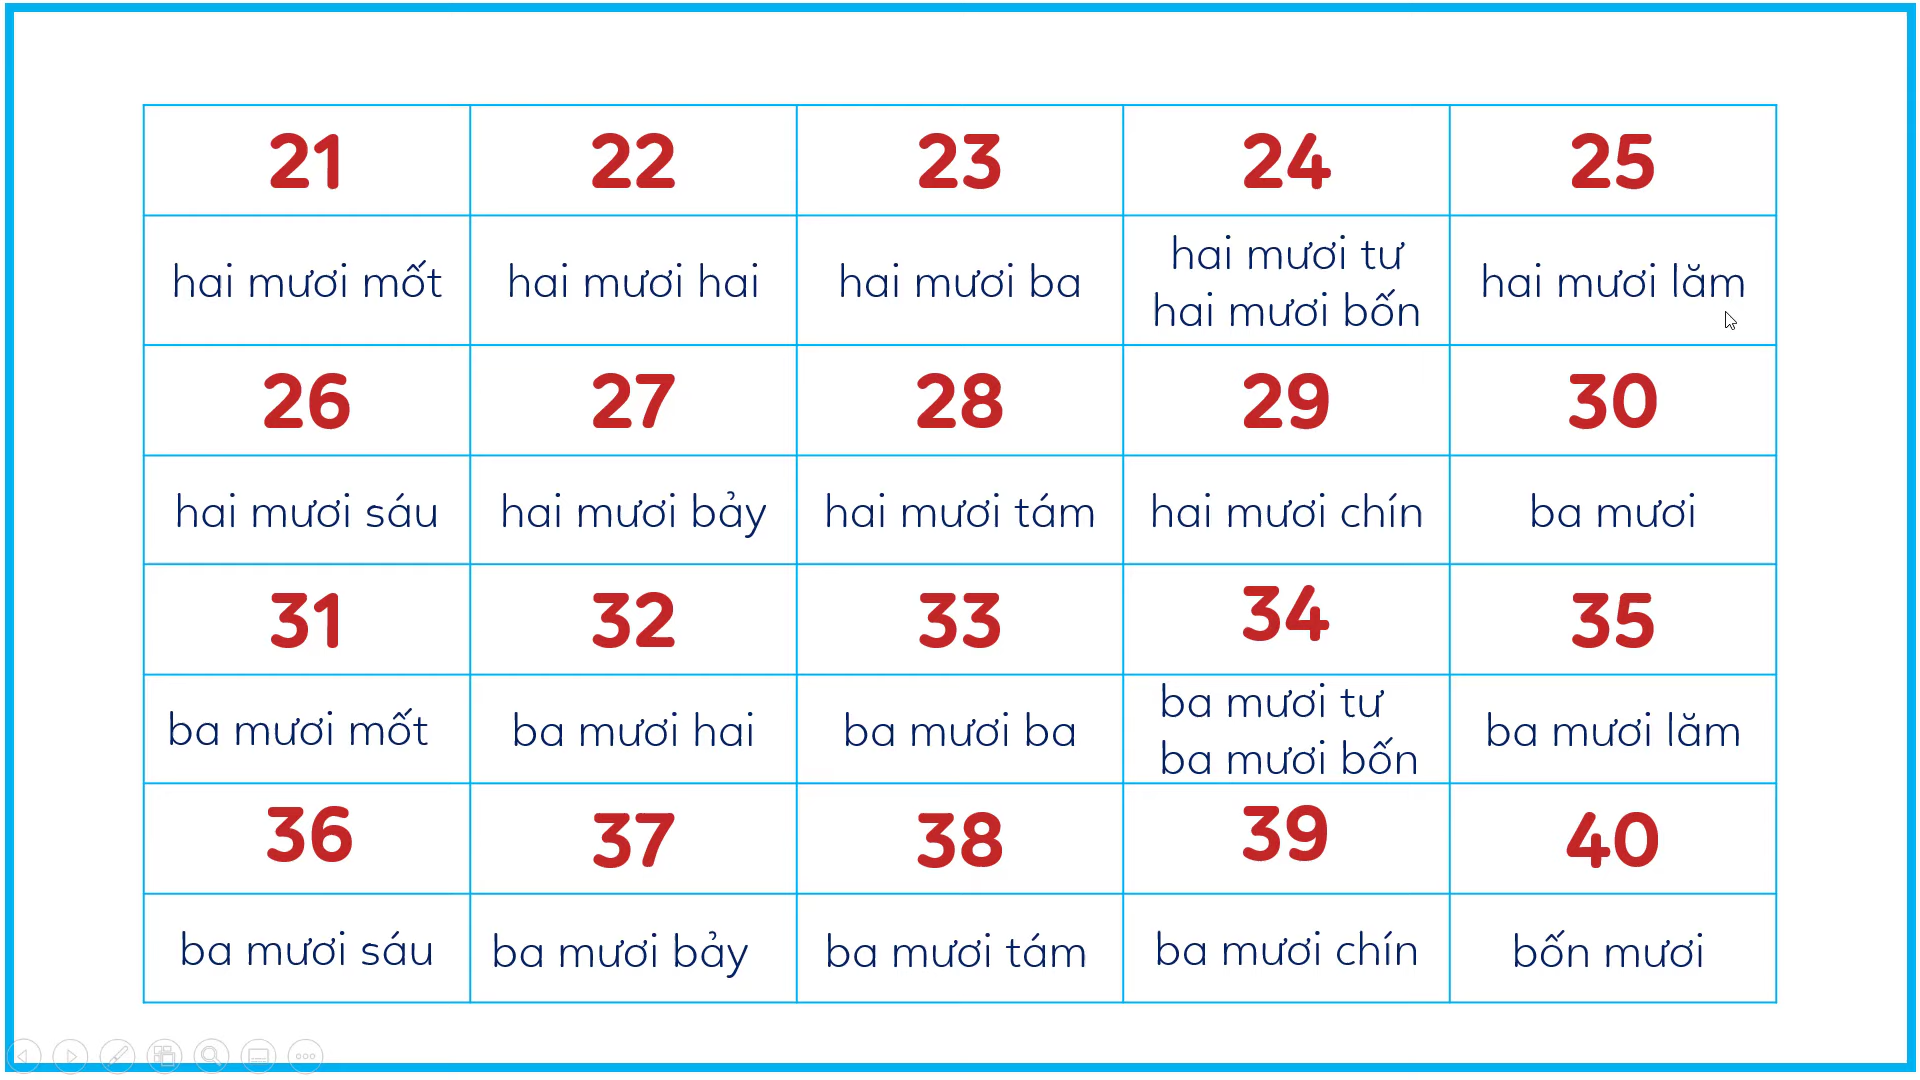 21 22 23 24 25
hai mươi mốt hai mươi hai hai mươi ba hai mươi tư hai mươi lăm
hai mươi bốn
26 27 28 29 30
hai mươi sáu hai mươi bảy hai mươi tám hai mươi chín ba mươi
31 32 33 34 35
ba mươi mốt ba mươi hai ba mươi ba ba mươi tư ba mươi lăm
ba mươi bốn
36 37 38 39 40
ba mươi sáu ba mươi bảy ba mươi tám ba mươi chín bốn mươi